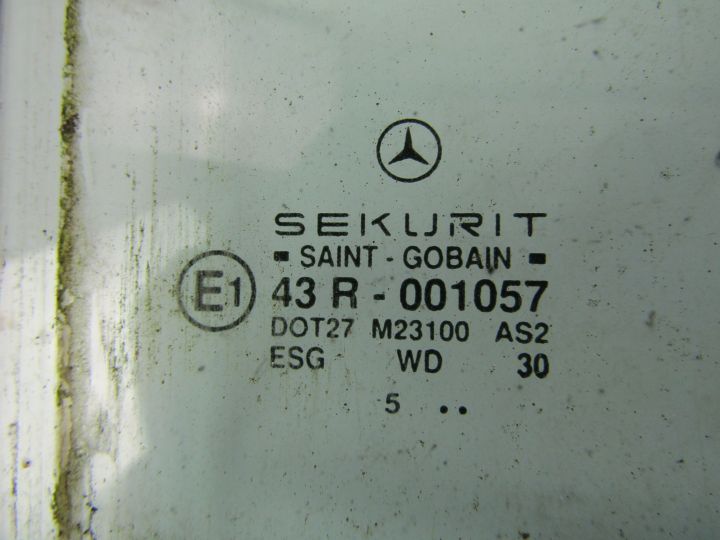 SEKURIT
SAINT - GOBAIN
E1 43 R - 001057
DOT27 M23100 AS2
ESG WD 30
5 ..